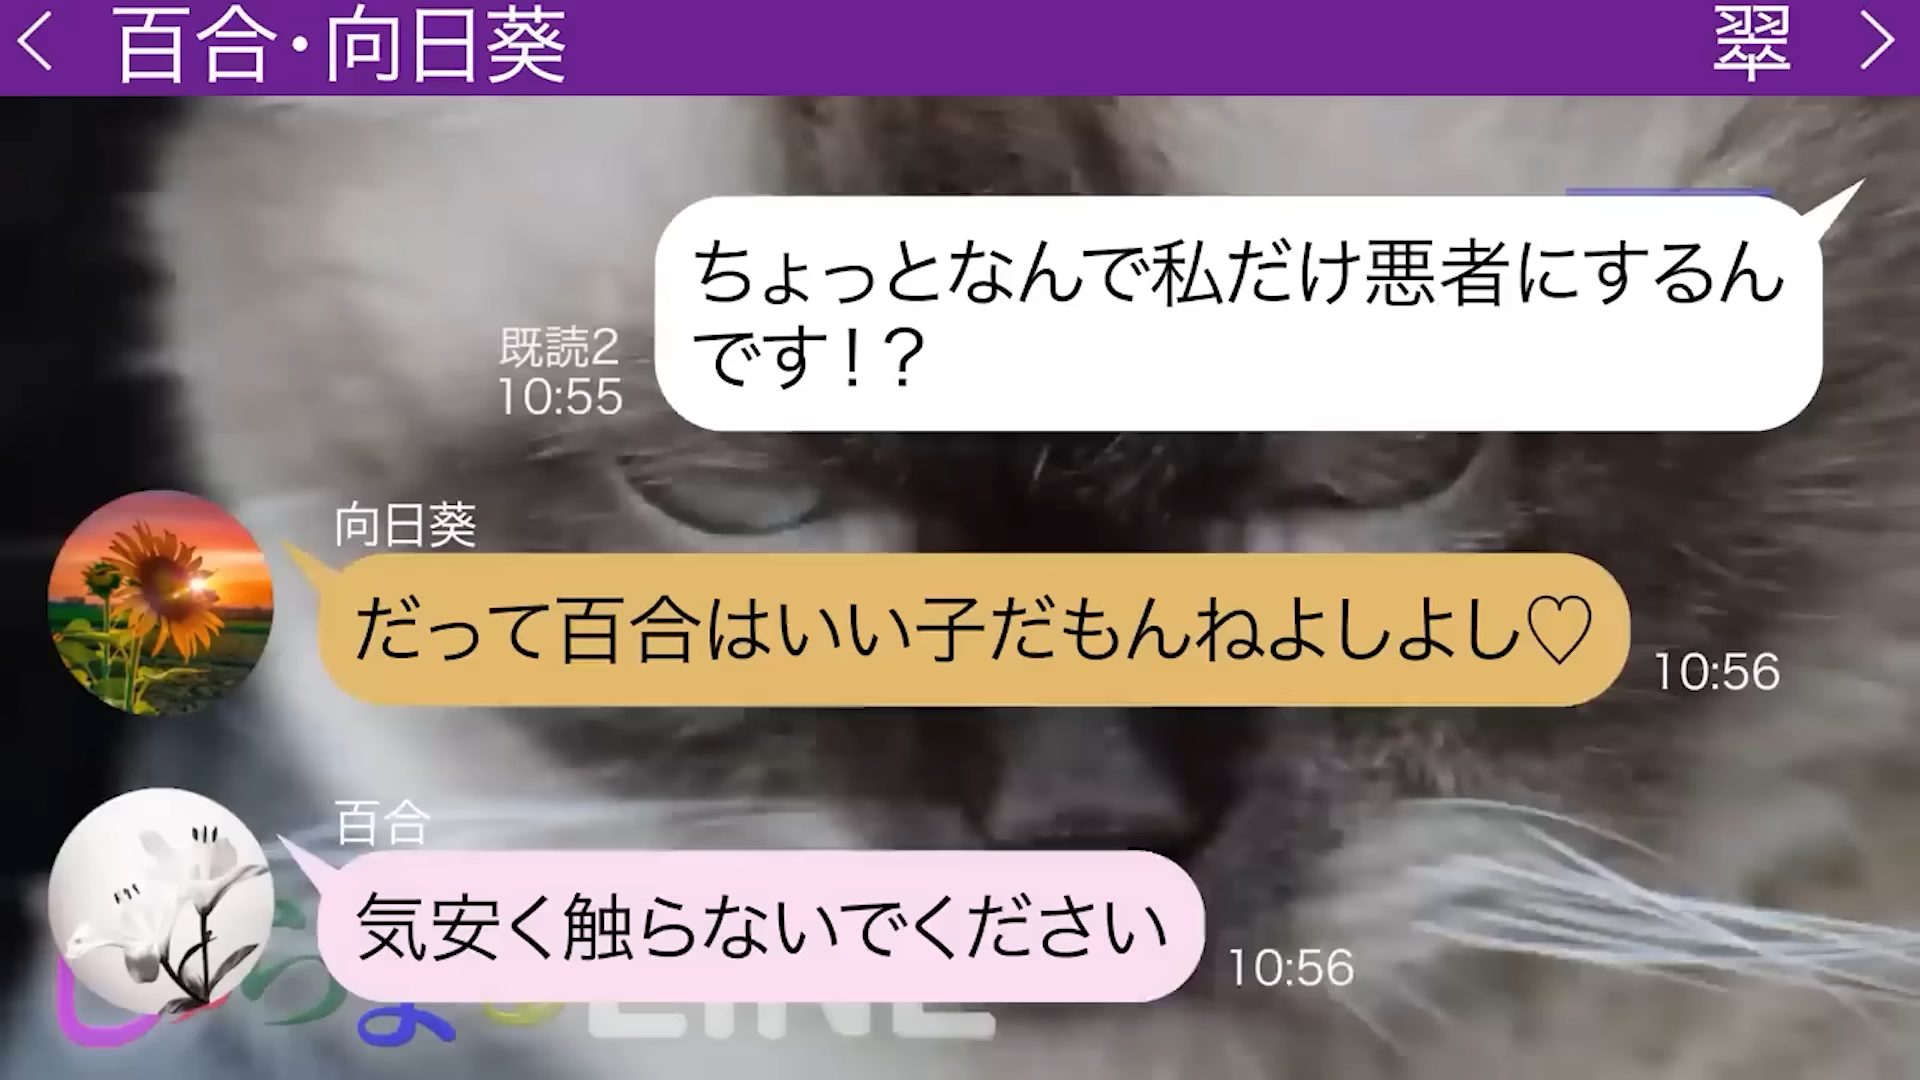 百合・向日葵
翠
ちょっとなんで私だけ悪者にするん
です！？
既読2
10:55
向日葵
だって百合はいい子だもんねよしよし♡
10:56
百合
気安く触らないでください
10:56
LINE